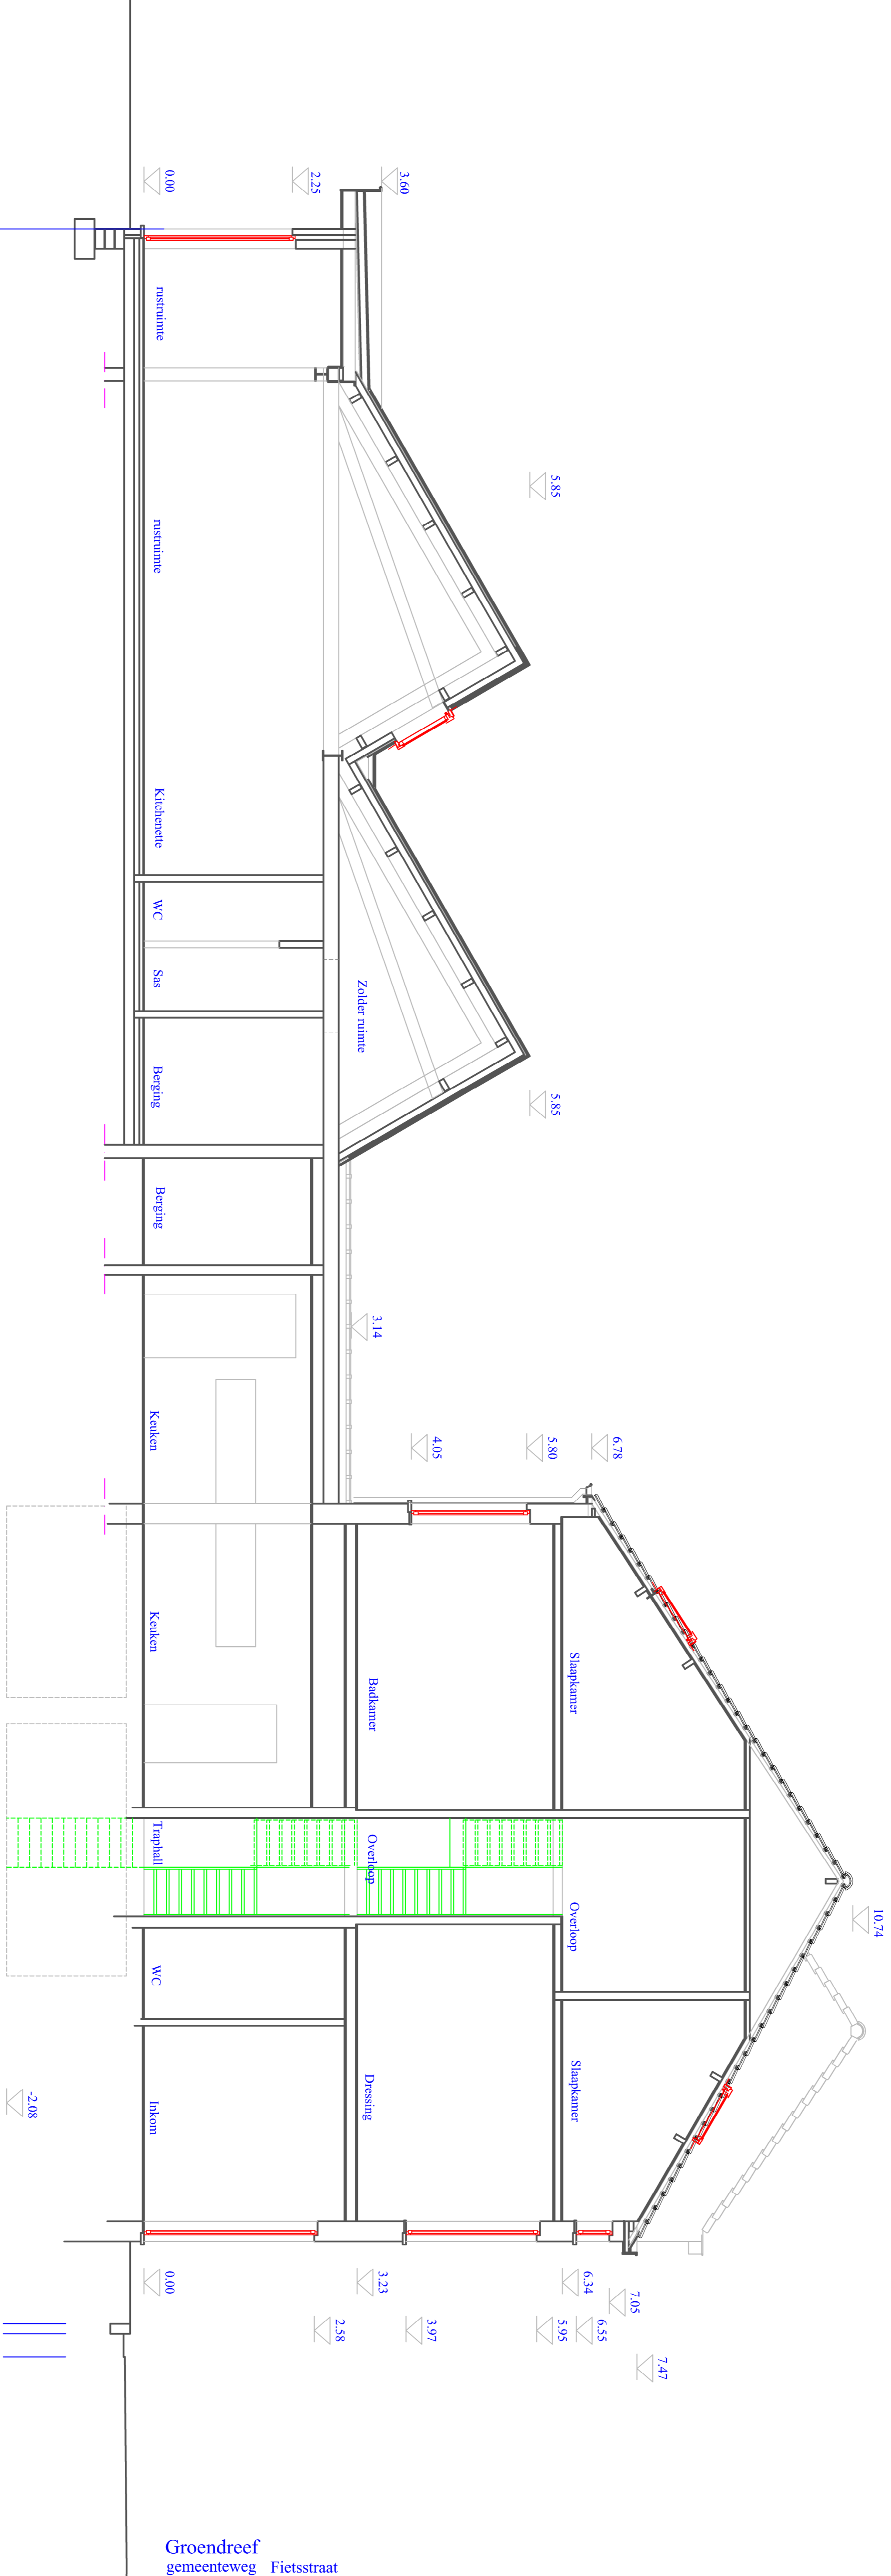 0.00
2.25
3.60
rustruimte
rustruimte
5.85
Kitchenette
WC
Sas
Zolder ruimte
Berging
5.85
Berging
3.14
Keuken
4.05
5.80
6.78
Keuken
Badkamer
Slaapkamer
Traphall
Overloop
Overloop
10.74
WC
-2.08
Inkom
Dressing
Slaapkamer
0.00
3.23
6.34
7.05
2.58
3.97
5.95
6.55
7.47
Groendreef
gemeenteweg Fietsstraat